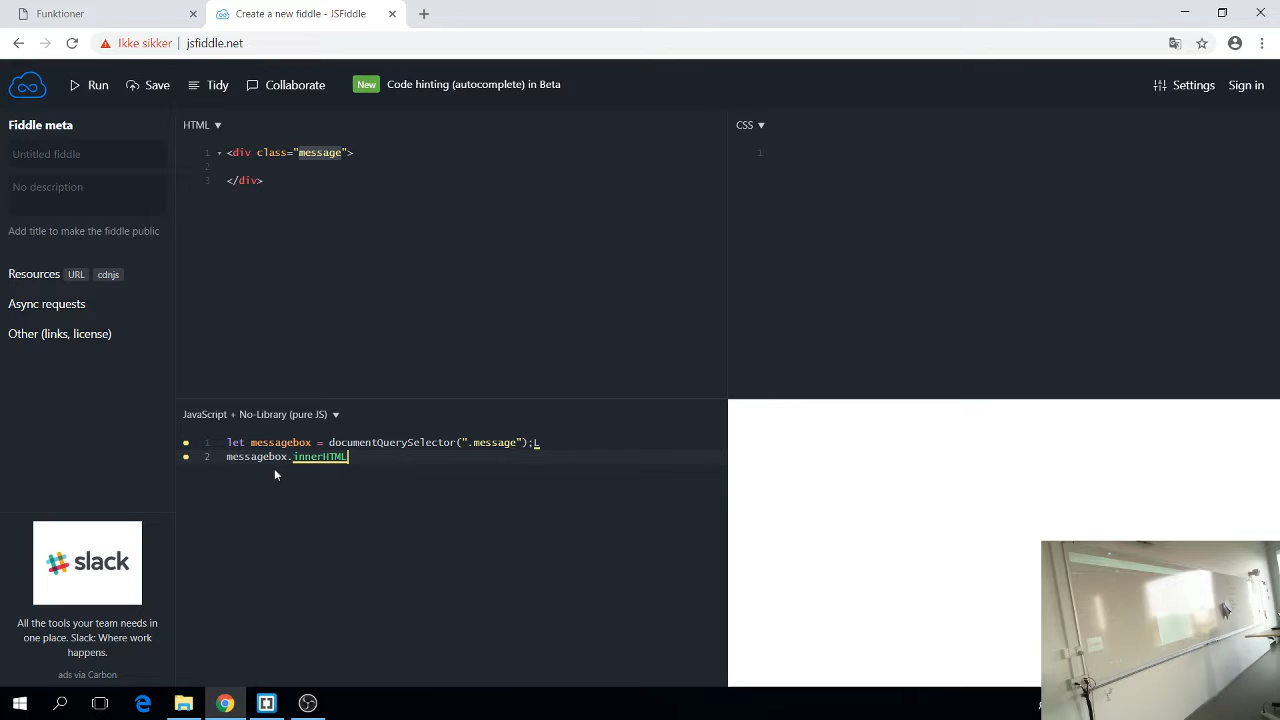 Funktioner
Create a new fiddle - JSFiddle
Ikke sikker | jsfiddle.net
Run
Save
Tidy
Collaborate
New
Code hinting (autocomplete) in Beta
Settings
Sign in
Fiddle meta
Untitled fiddle
No description
Add title to make the fiddle public
Resources URL cdnjs
Async requests
Other (links, license)
HTML
1 <div class="message">
2
3 </div>
CSS
1
JavaScript + No-Library (pure JS)
1 let messagebox = documentQuerySelector(".message");L
2 messagebox.innerHTML
slack
All the tools your team needs in
one place. Slack: Where work
happens.
ads via Carbon